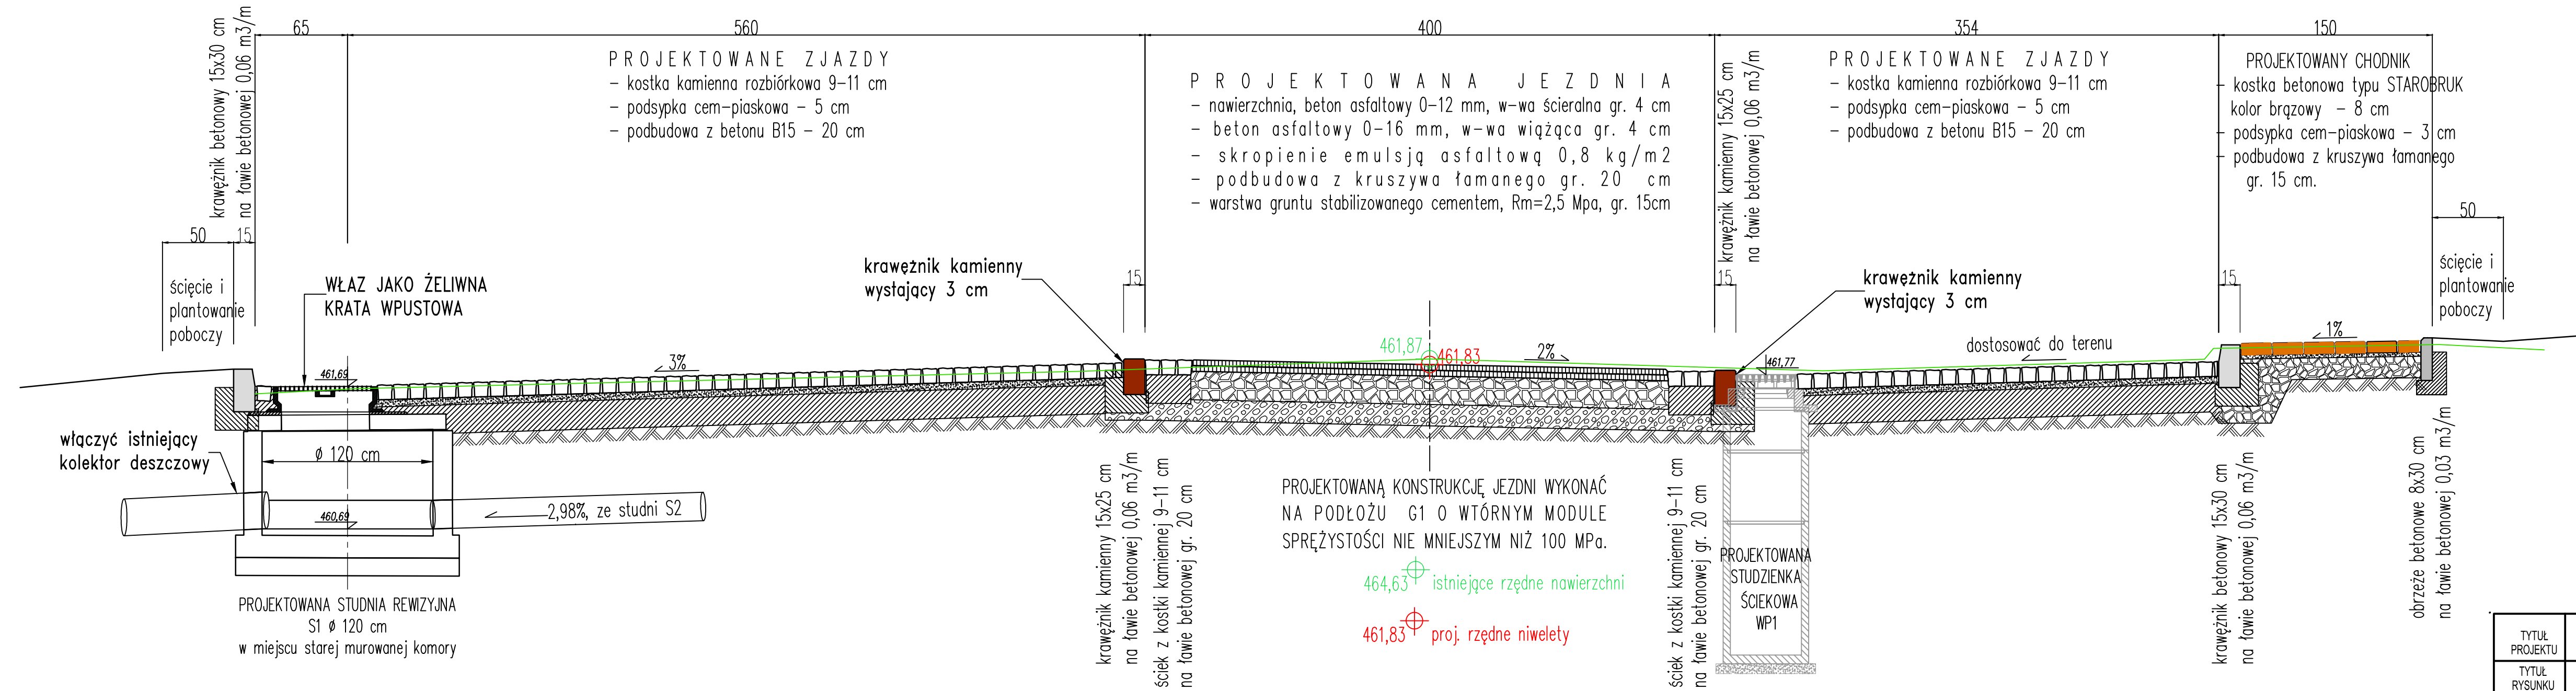 65
560
400
354
150
krawężnik betonowy 15x30 cm
na ławie betonowej 0,06 m3/m
PROJEKTOWANE ZJAZDY
- kostka kamienna rozbiórkowa 9-11 cm
- podsypka cem-piaskowa - 5 cm
- podbudowa z betonu B15 - 20 cm
PROJEKTOWANA JEZDNIA
- nawierzchnia, beton asfaltowy 0-12 mm, w-wa ścieralna gr. 4 cm
- beton asfaltowy 0-16 mm, w-wa wiążąca gr. 4 cm
- skropienie emulsją asfaltową 0,8 kg/m2
- podbudowa z kruszywa łamanego gr. 20 cm
- warstwa gruntu stabilizowanego cementem, Rm=2,5 Mpa, gr. 15cm
krawężnik kamienny 15x25 cm
na ławie betonowej 0,06 m3/m
PROJEKTOWANE ZJAZDY
- kostka kamienna rozbiórkowa 9-11 cm
- podsypka cem-piaskowa - 5 cm
- podbudowa z betonu B15 - 20 cm
PROJEKTOWANY CHODNIK
- kostka betonowa typu STAROBRUK
kolor brązowy - 8 cm
- podsypka cem-piaskowa - 3 cm
- podbudowa z kruszywa łamanego
gr. 15 cm.
50
15
ścięcie i
plantowanie
poboczy
WŁAZ JAKO ŻELIWNA
KRATA WPUSTOWA
krawężnik kamienny
wystający 3 cm
15
15
krawężnik kamienny
wystający 3 cm
15
50
ścięcie i
plantowanie
poboczy
461,69
3%
461,87
461,83
2%
461,77
dostosować do terenu
1%
włączyć istniejący
kolektor deszczowy
ø 120 cm
460,69
2,98%, ze studni S2
PROJEKTOWANA STUDNIA REWIZYJNA
S1 ø 120 cm
w miejscu starej murowanej komory
krawężnik kamienny 15x25 cm
na ławie betonowej 0,06 m3/m
ściek z kostki kamiennej 9-11 cm
na ławie betonowej gr. 20 cm
PROJEKTOWANĄ KONSTRUKCJĘ JEZDNI WYKONAĆ
NA PODŁOŻU G1 O WTÓRNYM MODULE
SPRĘŻYSTOŚCI NIE MNIEJSZYM NIŻ 100 MPa.
464,63 istniejące rzędne nawierzchni
461,83 proj. rzędne niwelety
ściek z kostki kamiennej 9-11 cm
na ławie betonowej gr. 20 cm
PROJEKTOWANA
STUDZIENKA
ŚCIEKOWA
WP1
krawężnik betonowy 15x30 cm
na ławie betonowej 0,06 m3/m
obrzeże betonowe 8x30 cm
na ławie betonowej 0,03 m3/m
TYTUŁ
PROJEKTU
TYTUŁ
RYSUNKU